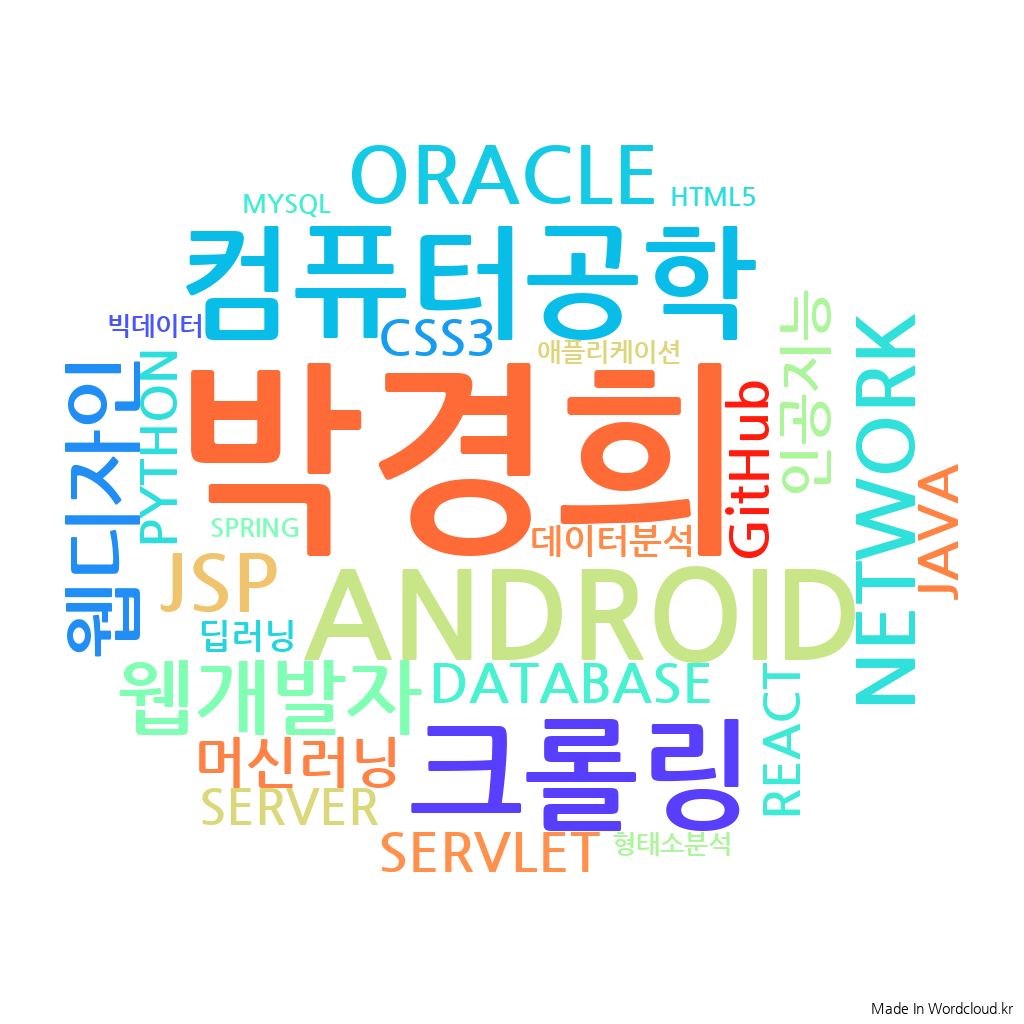 ORACLE
MYSQL
HTML5
컴퓨터공학
빅데이터
CSS3
애플리케이션
인공지능
NETWORK
웹디자인
PYTHON
박경희
GitHub
JAVA
SPRING
데이터분석
JSP
ANDROID
딥러닝
웹개발자
DATABASE
REACT
머신러닝
크롤링
SERVER
SERVLET
형태소분석
Made In Wordcloud.kr